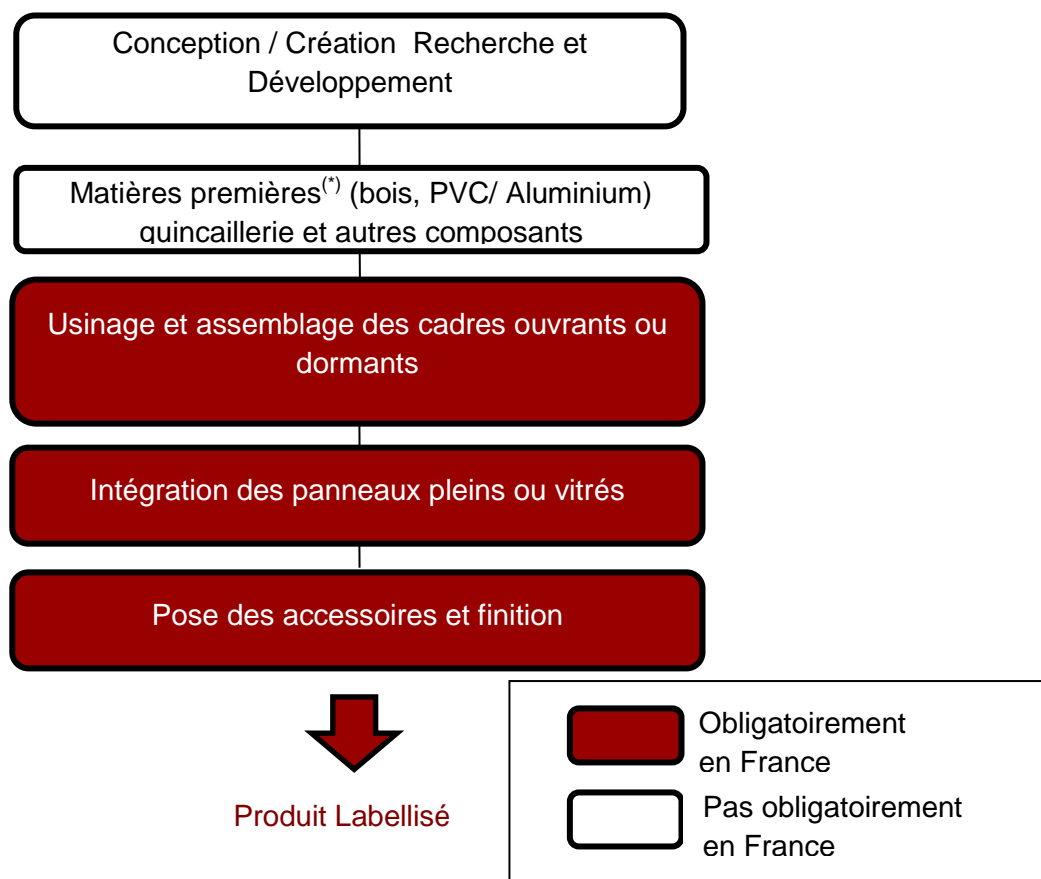 Conception / Création  Recherche et
Développement
Matières premières(*) (bois, PVC/ Aluminium)
quincaillerie et autres composants
Usinage et assemblage des cadres ouvrants ou
dormants
Intégration des panneaux pleins ou vitrés
Pose des accessoires et finition
Produit Labellisé
Obligatoirement
en France
Pas obligatoirement
en France